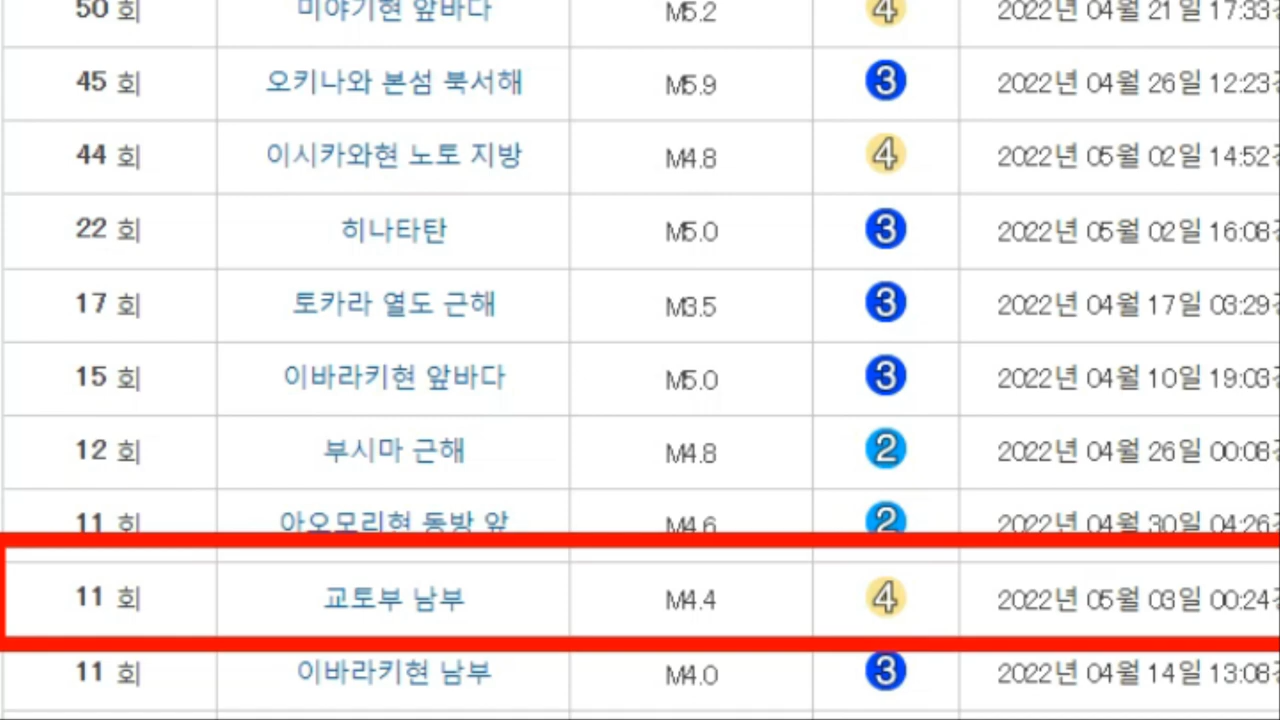 50 회 미야기현 앞바다 M5.2 4 2022년 04월 21일 17:33
45 회 오키나와 본섬 북서해 M5.9 3 2022년 04월 26일 12:23
44 회 이시카와현 노토 지방 M4.8 4 2022년 05월 02일 14:52
22 회 히나타탄 M5.0 3 2022년 05월 02일 16:08
17 회 토카라 열도 근해 M3.5 3 2022년 04월 17일 03:29
15 회 이바라키현 앞바다 M5.0 3 2022년 04월 10일 19:03
12 회 부시마 근해 M4.8 2 2022년 04월 26일 00:08
11 회 아오모리현 동방 앞 M4.6 2 2022년 04월 30일 04:26
11 회 교토부 남부 M4.4 4 2022년 05월 03일 00:24
11 회 이바라키현 남부 M4.0 3 2022년 04월 14일 13:08